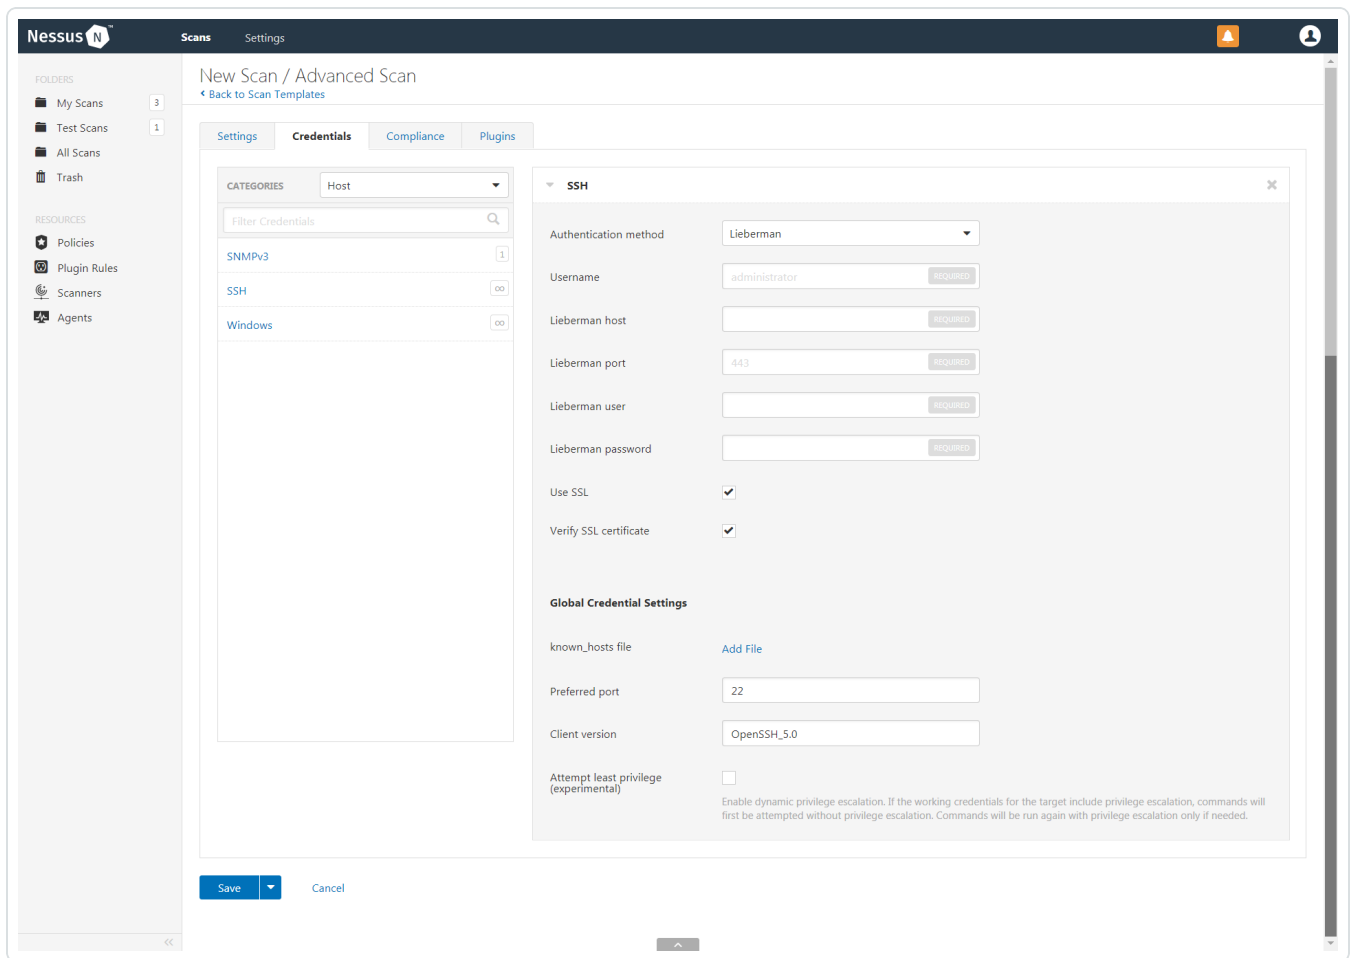 Nessus N ™
Scans
Settings
FOLDERS
My Scans 3
Test Scans 1
All Scans
Trash
RESOURCES
Policies
Plugin Rules
Scanners
Agents
New Scan / Advanced Scan
Back to Scan Templates
Settings
Credentials
Compliance
Plugins
CATEGORIES
Host
Filter Credentials
SNMPv3 1
SSH ∞
Windows ∞
SSH
Authentication method Lieberman
Username administrator REQUIRED
Lieberman host REQUIRED
Lieberman port 443 REQUIRED
Lieberman user REQUIRED
Lieberman password REQUIRED
Use SSL
Verify SSL certificate
Global Credential Settings
known_hosts file Add File
Preferred port 22
Client version OpenSSH_5.0
Attempt least privilege
(experimental)
Enable dynamic privilege escalation. If the working credentials for the target include privilege escalation, commands will
first be attempted without privilege escalation. Commands will be run again with privilege escalation only if needed.
Save
Cancel